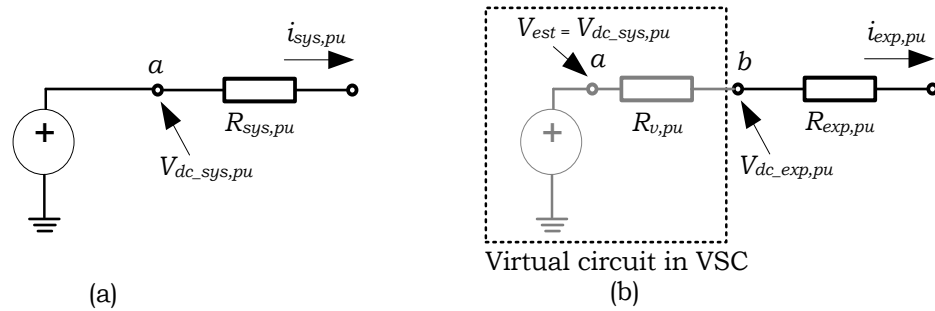 i_sys,pu
a
+
R_sys,pu
V_dc_sys,pu
(a)
V_est = V_dc_sys,pu
a
b
i_exp,pu
+
R_v,pu
R_exp,pu
V_dc_exp,pu
Virtual circuit in VSC
(b)